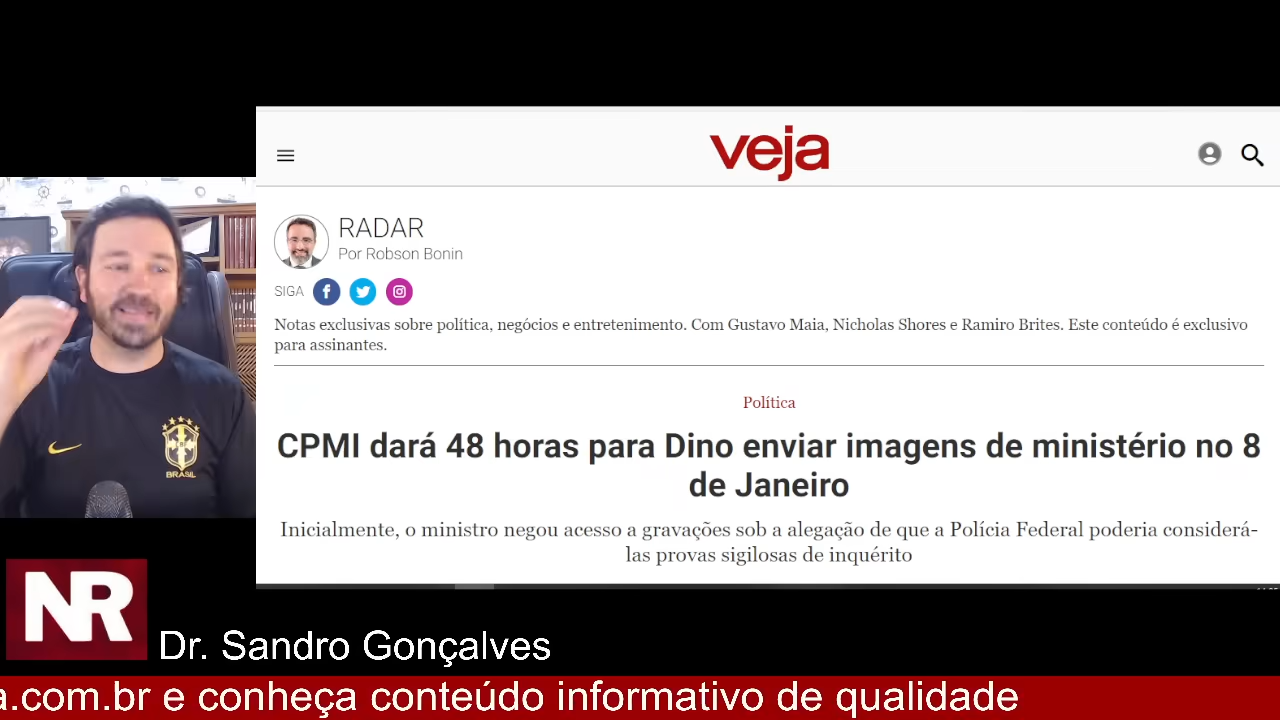 veja
RADAR
Por Robson Bonin
SIGA
Notas exclusivas sobre política, negócios e entretenimento. Com Gustavo Maia, Nicholas Shores e Ramiro Brites. Este conteúdo é exclusivo
para assinantes.
Política
CPMI dará 48 horas para Dino enviar imagens de ministério no 8
de Janeiro
Inicialmente, o ministro negou acesso a gravações sob a alegação de que a Polícia Federal poderia considerá-
las provas sigilosas de inquérito
BRASIL
NR
Dr. Sandro Gonçalves
a.com.br e conheça conteúdo informativo de qualidade